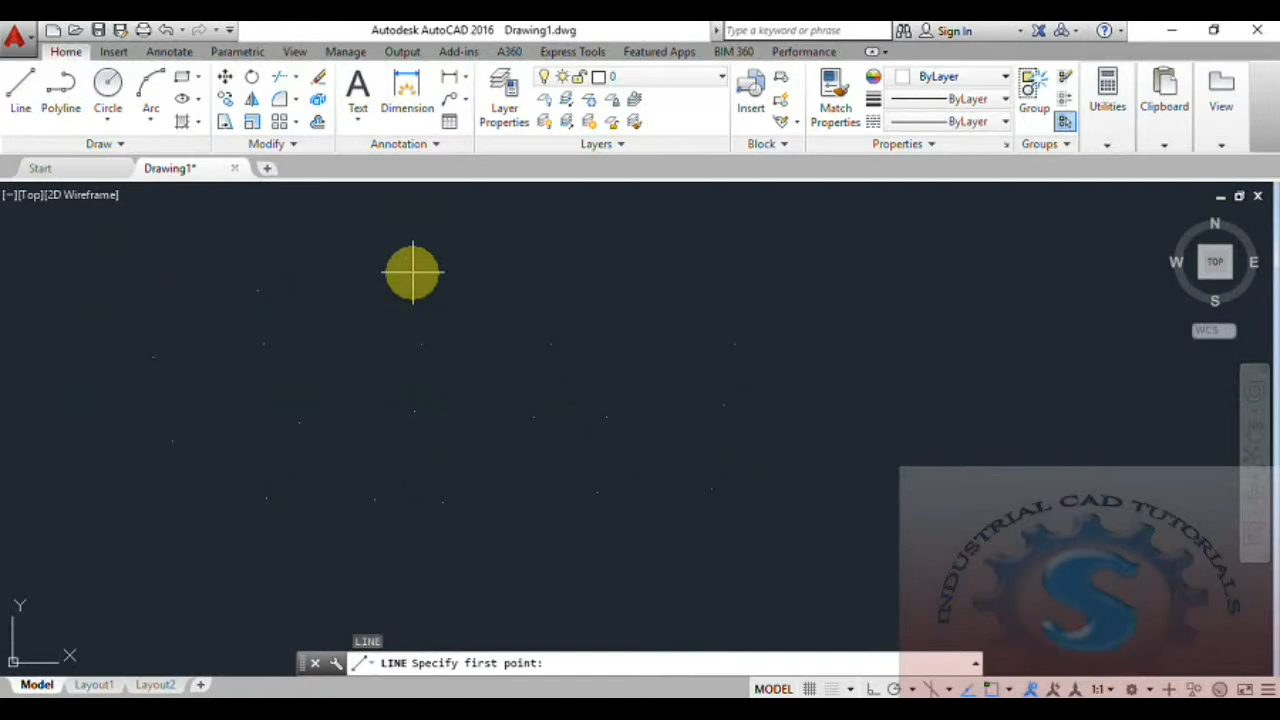 Autodesk AutoCAD 2016 Drawing1.dwg
Type a keyword or phrase
Sign In
Home Insert Annotate Parametric View Manage Output Add-ins A360 Express Tools Featured Apps BIM 360 Performance
Line Polyline Circle Arc
Text Dimension
Layer
Properties
0
Insert
Match
Properties
ByLayer
ByLayer
ByLayer
Group
Utilities Clipboard View
Draw Modify Annotation Layers Block Properties Groups
Start Drawing1*
[−][Top][2D Wireframe]
N
W TOP E
S
WCS
INDUSTRIAL CAD TUTORIALS
S
Y
X
LINE
LINE Specify first point:
Model Layout1 Layout2
MODEL 1:1